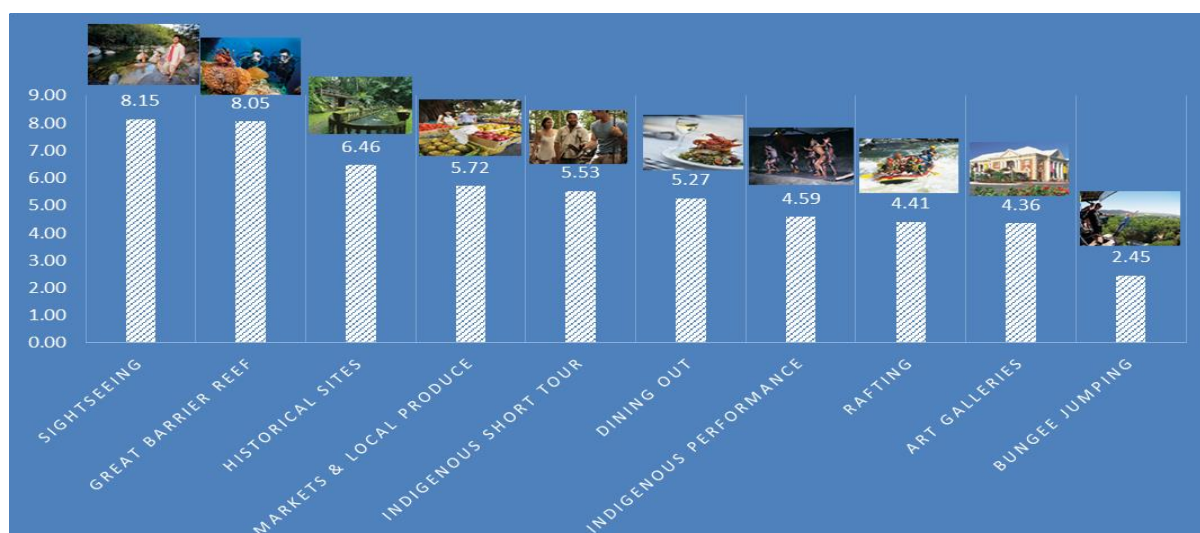 9.00
8.00
7.00
6.00
5.00
4.00
3.00
2.00
1.00
0.00
8.15
8.05
6.46
5.72
5.53
5.27
4.59
4.41
4.36
2.45
SIGHTSEEING
GREAT BARRIER REEF
HISTORICAL SITES
MARKETS & LOCAL PRODUCE
INDIGENOUS SHORT TOUR
DINING OUT
INDIGENOUS PERFORMANCE
RAFTING
ART GALLERIES
BUNGEE JUMPING